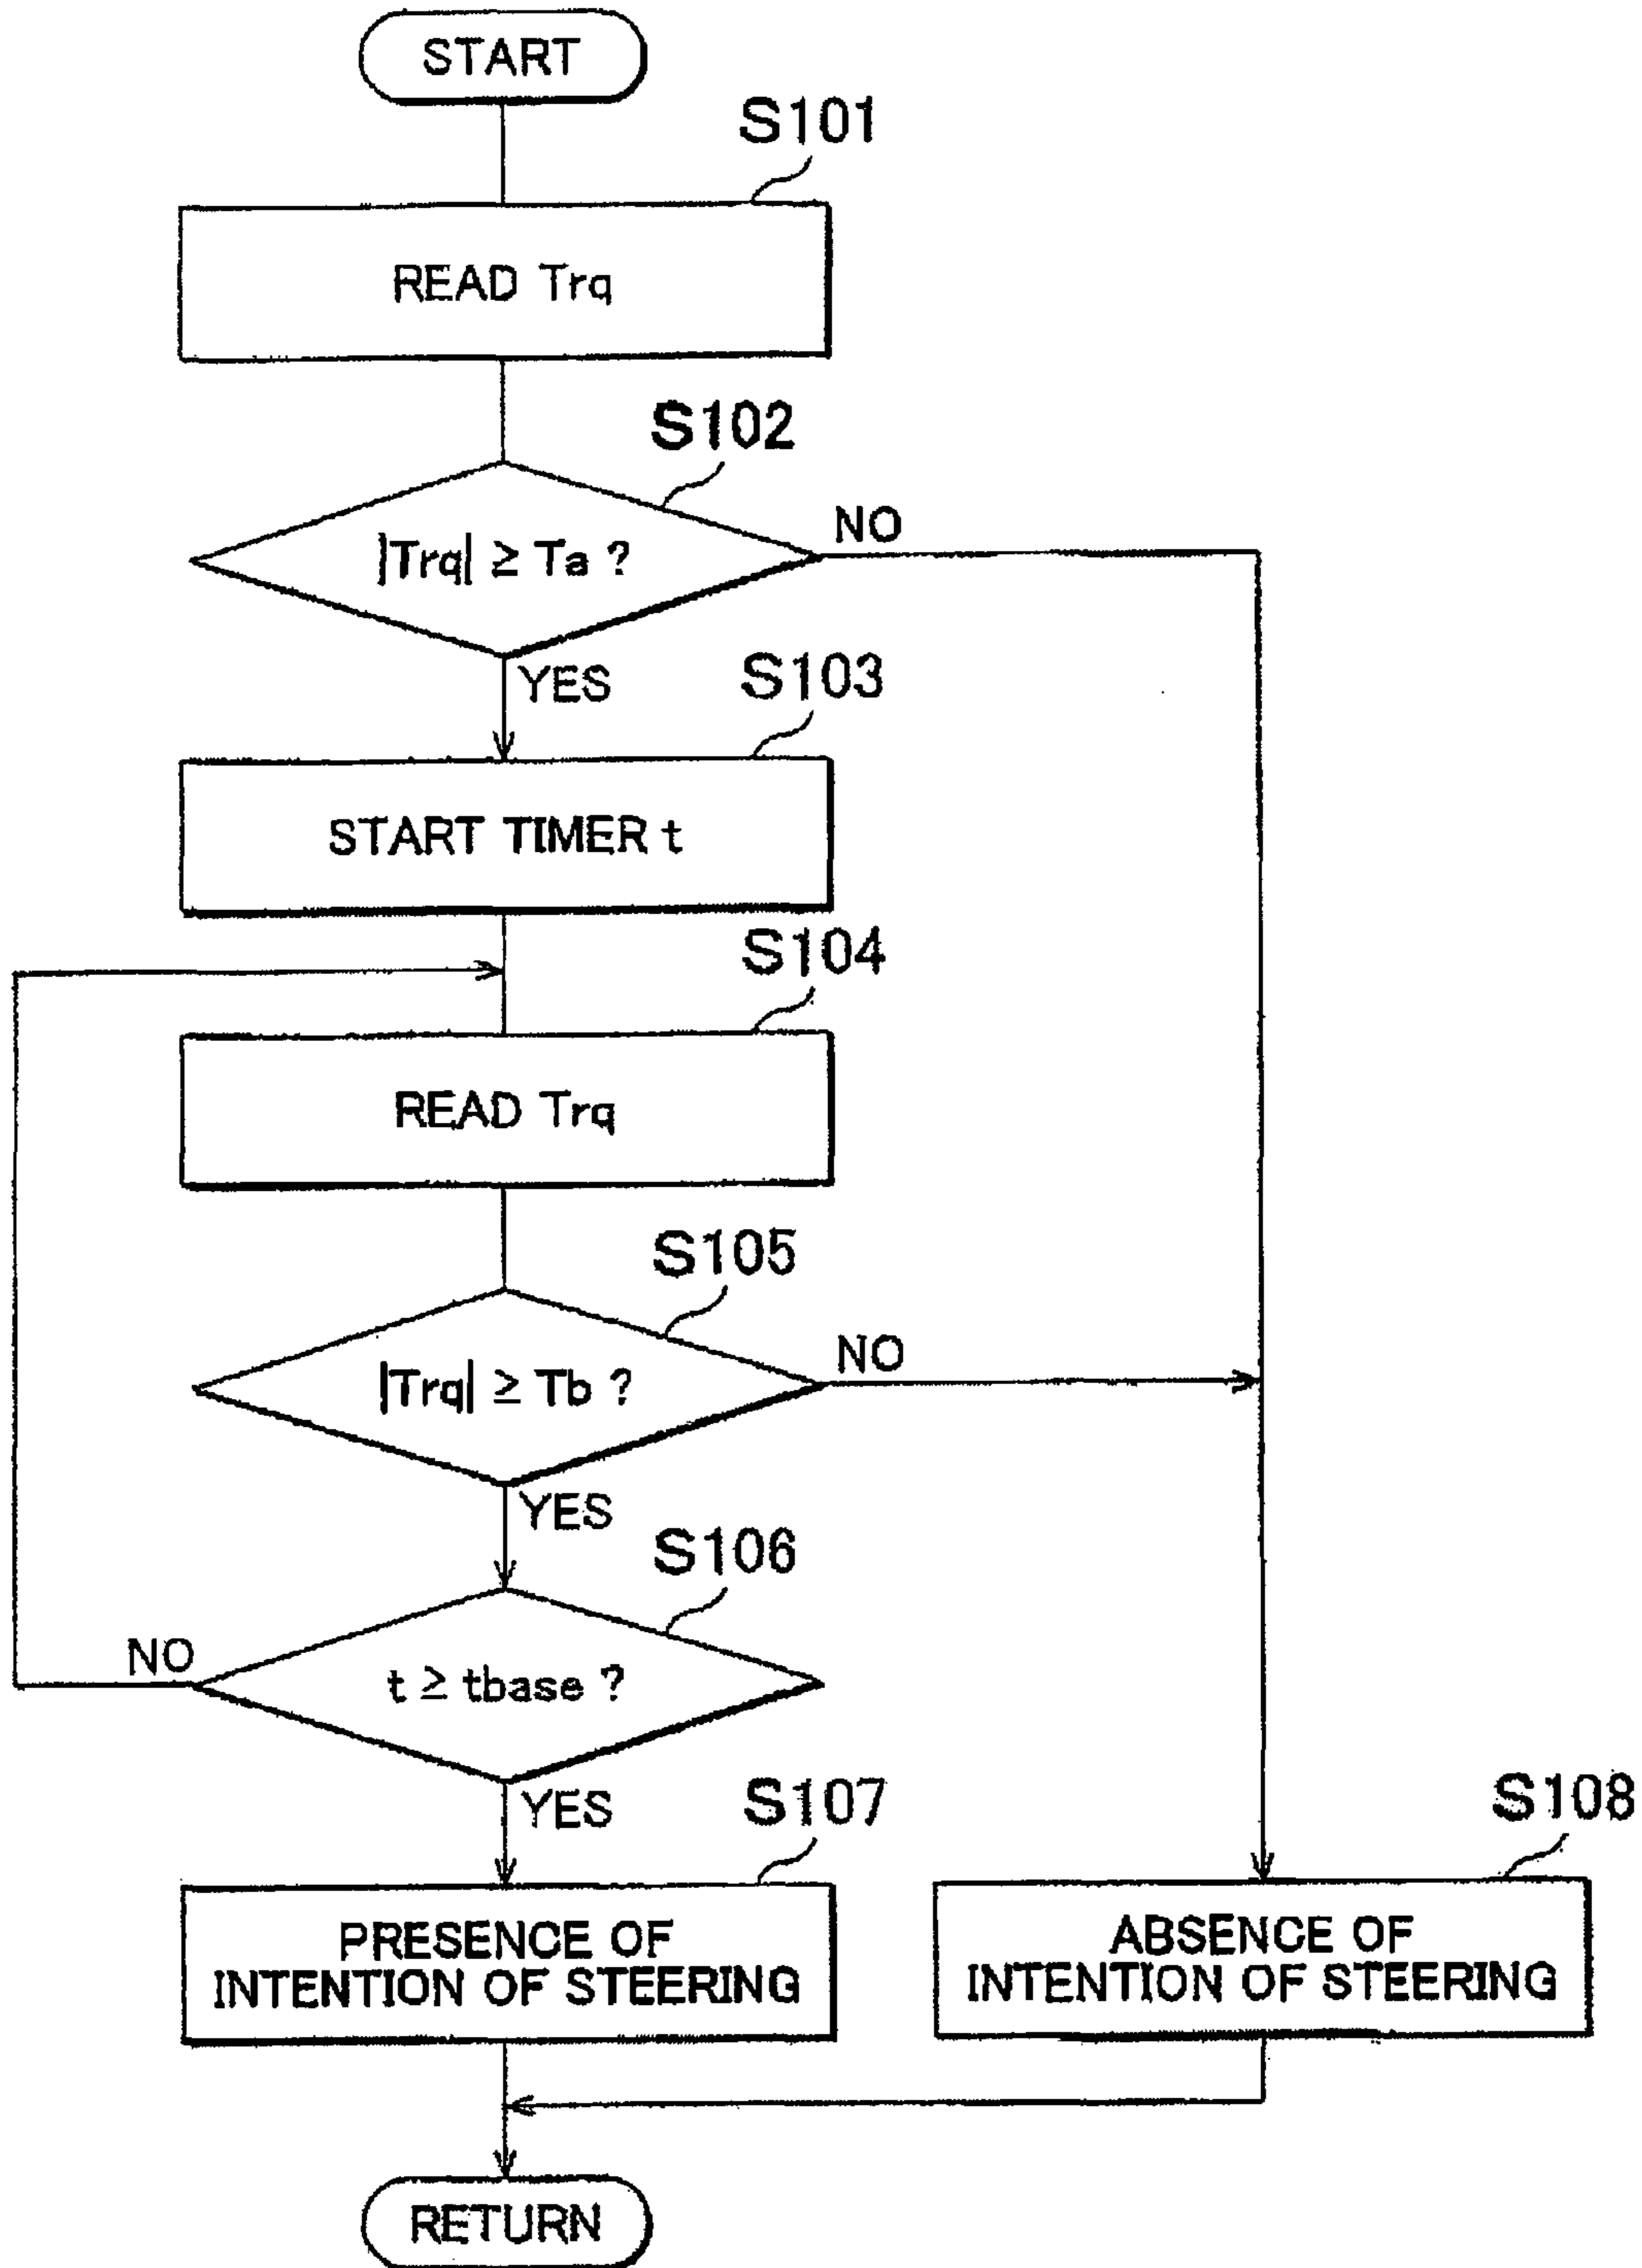 START
S101
READ Trq
S102
|Trq| ≥ Ta ?
NO
YES
S103
START TIMER t
S104
READ Trq
S105
|Trq| ≥ Tb ?
NO
YES
S106
NO
t ≥ tbase ?
YES
S107
S108
PRESENCE OF
INTENTION OF STEERING
ABSENCE OF
INTENTION OF STEERING
RETURN